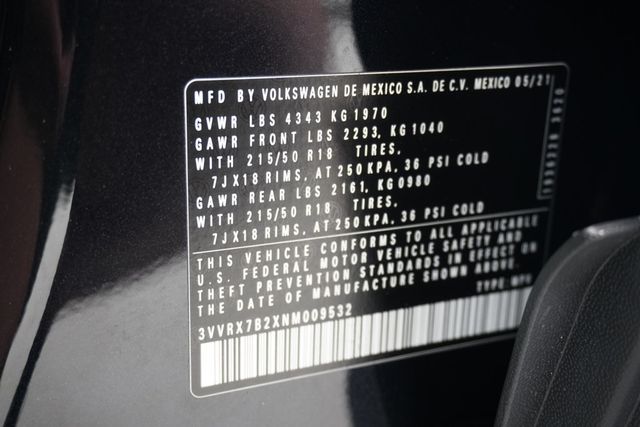 MFD BY VOLKSWAGEN DE MEXICO S.A. DE C.V. MEXICO 05/21
GVWR LBS 4343 KG 1970
GAWR FRONT LBS 2293, KG 1040
WITH 215/50 R18 TIRES,
7JX18 RIMS, AT 250 KPA, 36 PSI COLD
GAWR REAR LBS 2161, KG 0980
WITH 215/50 R18 TIRES,
7JX18 RIMS, AT 250 KPA, 36 PSI COLD
THIS VEHICLE CONFORMS TO ALL APPLICABLE
U.S. FEDERAL MOTOR VEHICLE SAFETY AND
THEFT PREVENTION STANDARDS IN EFFECT ON
THE DATE OF MANUFACTURE SHOWN ABOVE.
TYPE MPV
3VVRX7B2XNM009532